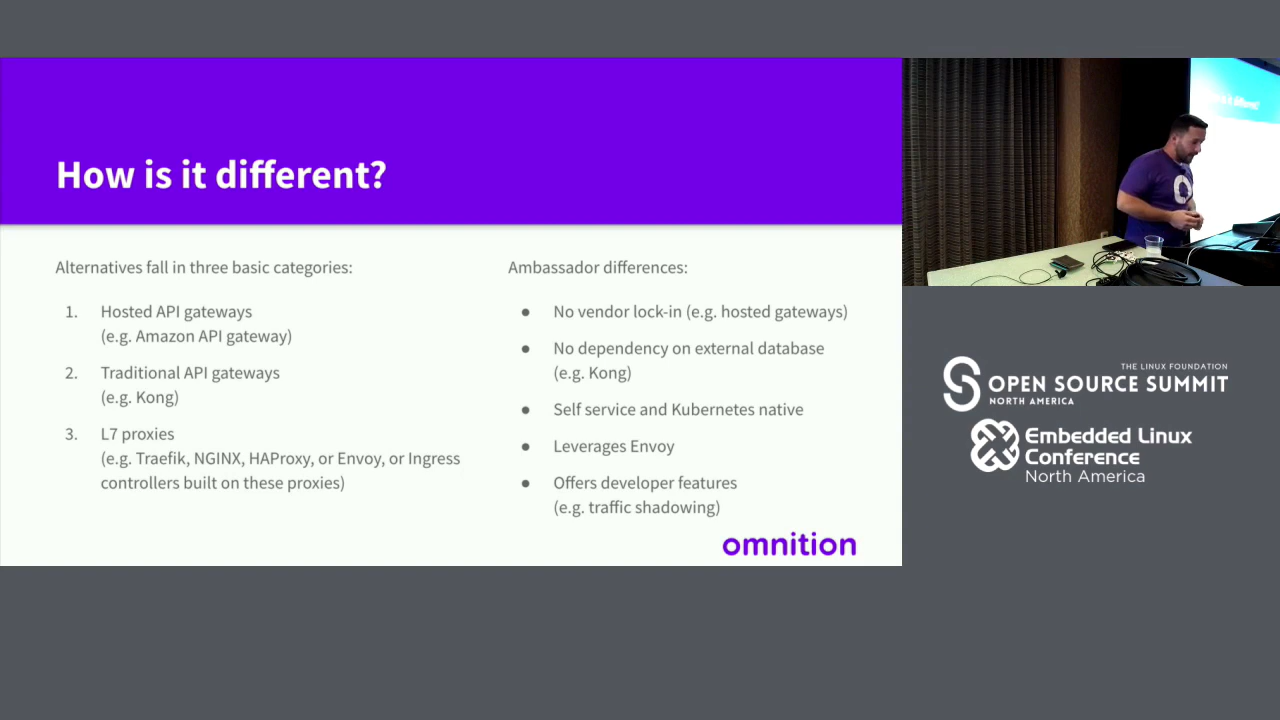 How is it different?
Alternatives fall in three basic categories:
1. Hosted API gateways
(e.g. Amazon API gateway)
2. Traditional API gateways
(e.g. Kong)
3. L7 proxies
(e.g. Traefik, NGINX, HAProxy, or Envoy, or Ingress
controllers built on these proxies)
Ambassador differences:
● No vendor lock-in (e.g. hosted gateways)
● No dependency on external database
(e.g. Kong)
● Self service and Kubernetes native
● Leverages Envoy
● Offers developer features
(e.g. traffic shadowing)
omnition
THE LINUX FOUNDATION
OPEN SOURCE SUMMIT
NORTH AMERICA
Embedded Linux
Conference
North America